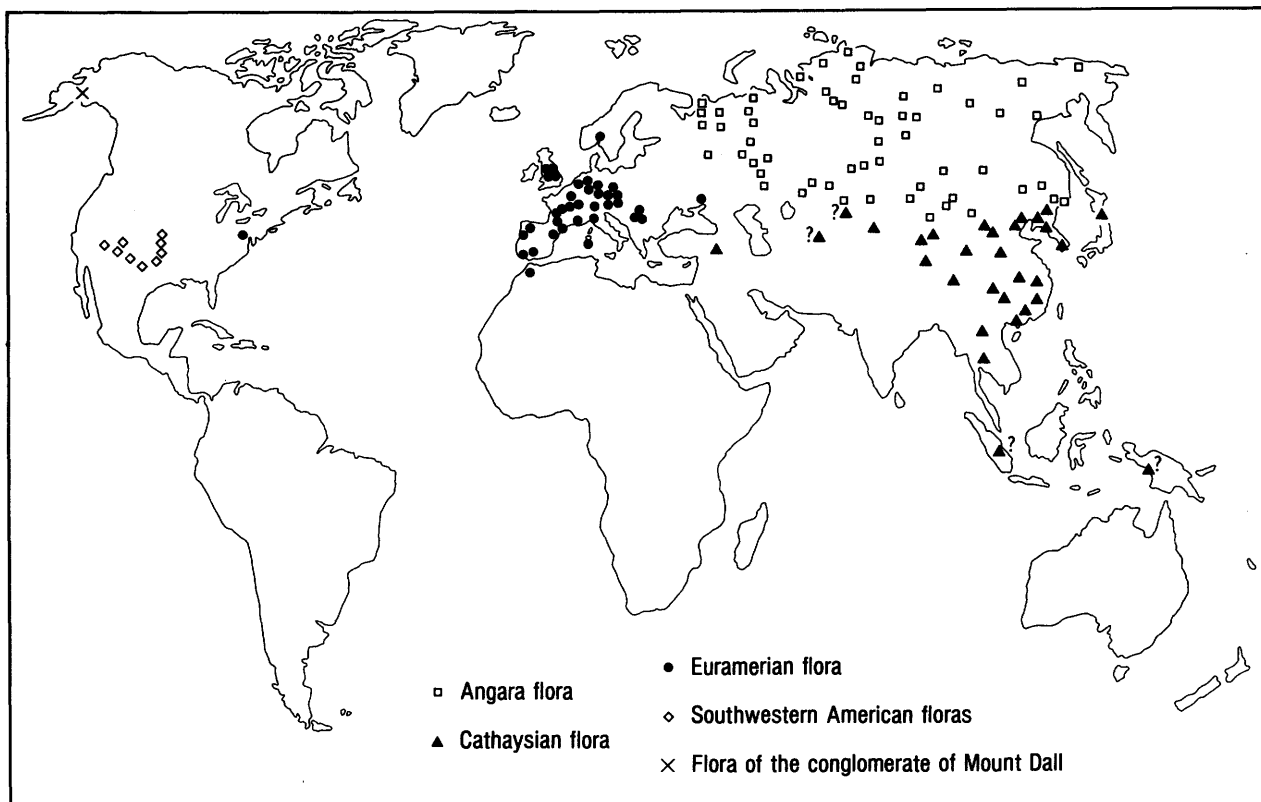 ?
?
?
?
Angara flora
Cathaysian flora
Euramerian flora
Southwestern American floras
Flora of the conglomerate of Mount Dall